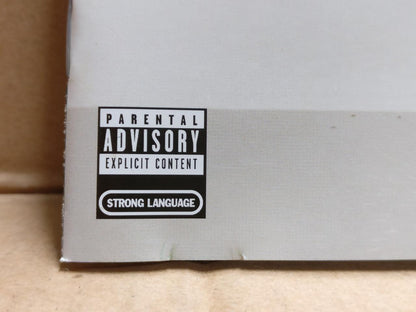 PARENTAL
ADVISORY
EXPLICIT CONTENT
STRONG LANGUAGE